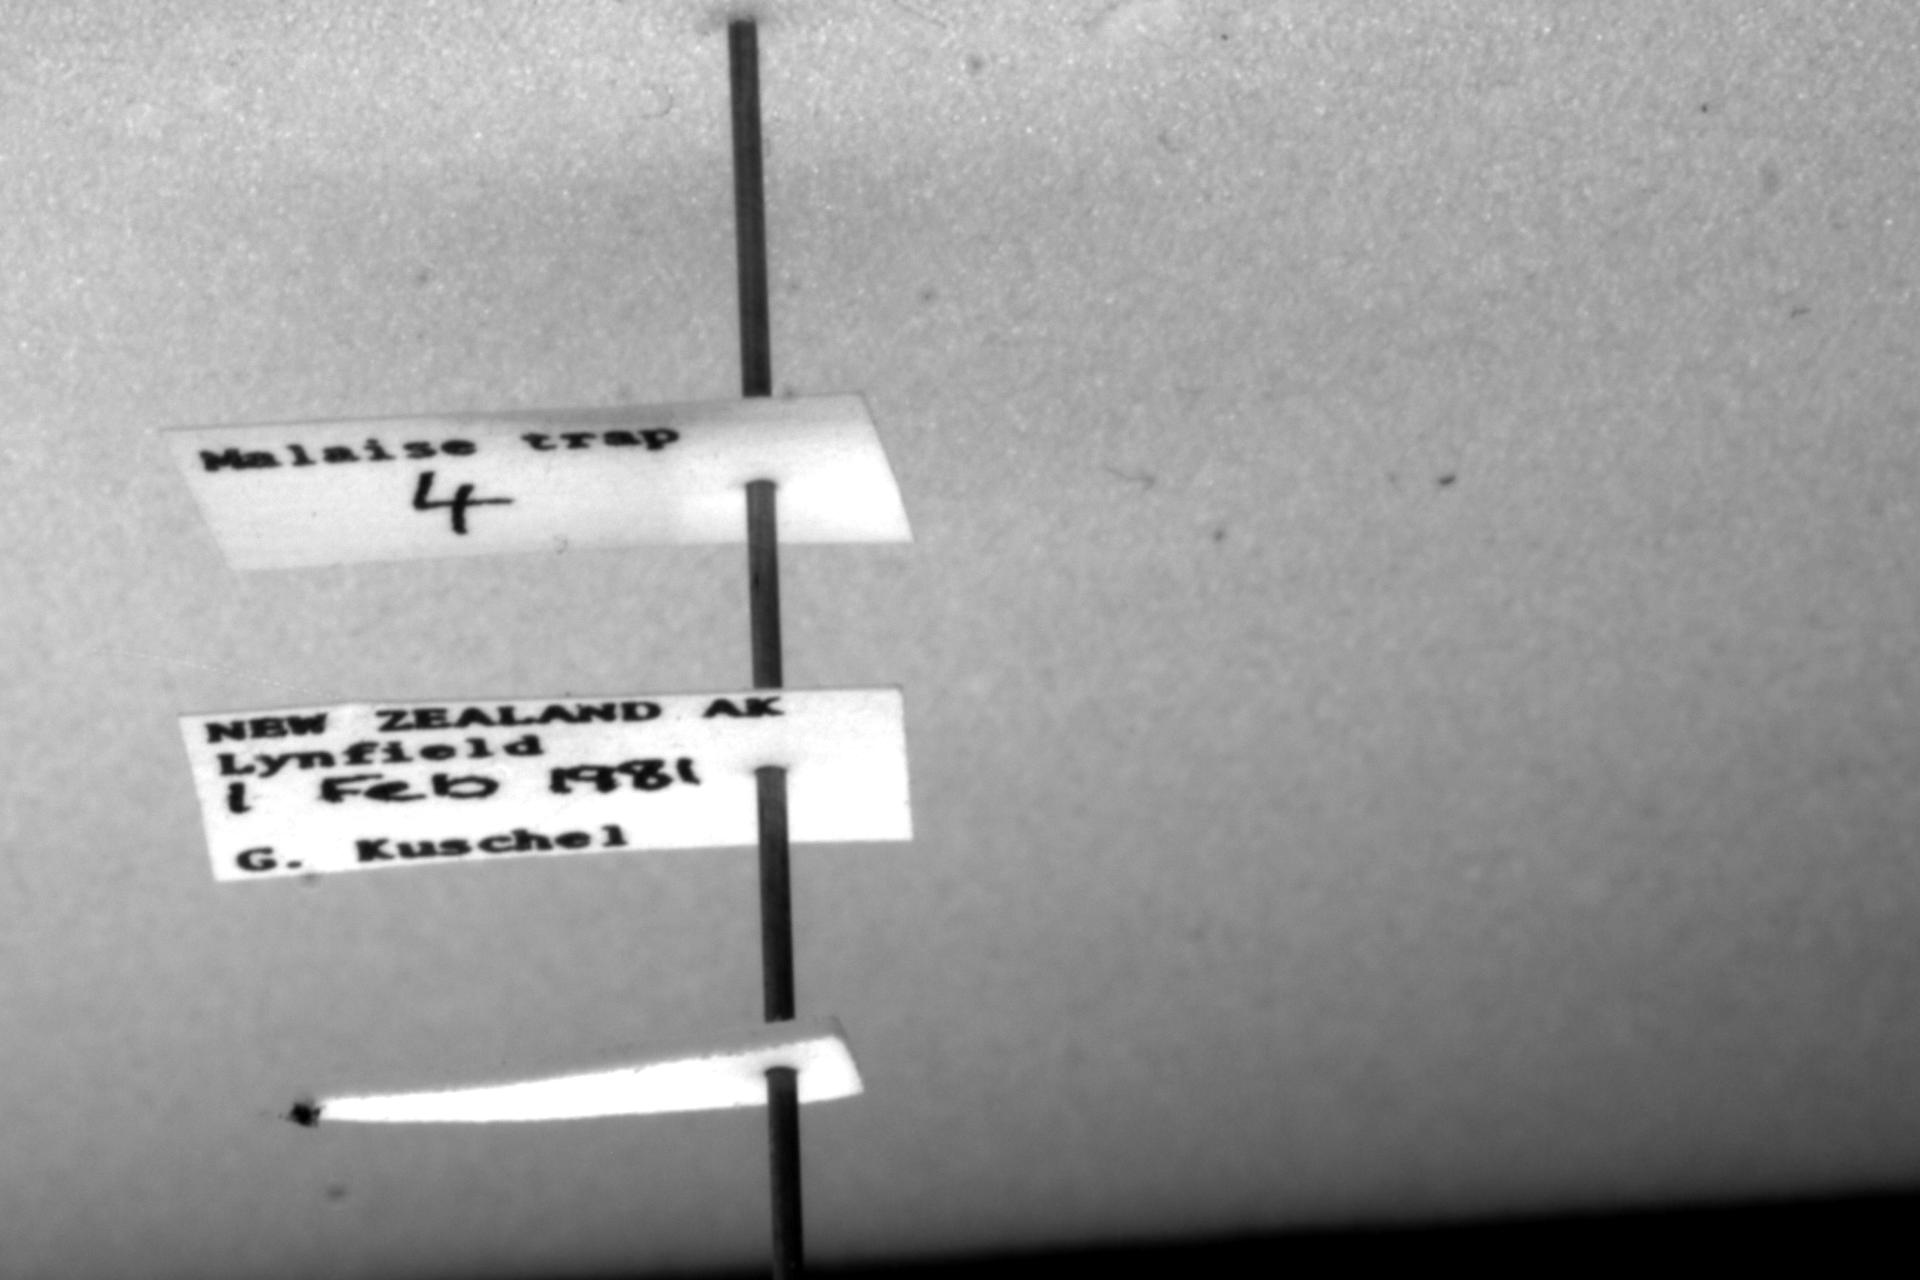 Malaise trap
4
NEW ZEALAND AK
Lynfield
1 Feb 1981
G. Kuschel